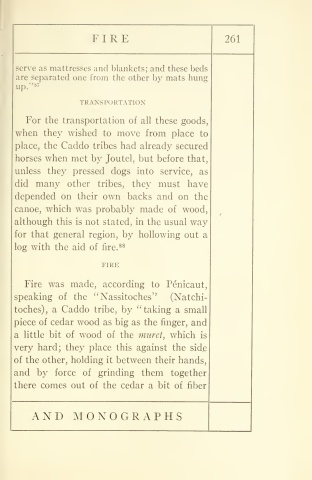 FIRE
261
serve as mattresses and blankets; and these beds
are separated one from the other by mats hung
up."⁸⁷
TRANSPORTATION
For the transportation of all these goods,
when they wished to move from place to
place, the Caddo tribes had already secured
horses when met by Joutel, but before that,
unless they pressed dogs into service, as
did many other tribes, they must have
depended on their own backs and on the
canoe, which was probably made of wood,
although this is not stated, in the usual way
for that general region, by hollowing out a
log with the aid of fire.⁸⁸
FIRE
Fire was made, according to Pénicaut,
speaking of the "Nassitoches" (Natchi-
toches), a Caddo tribe, by "taking a small
piece of cedar wood as big as the finger, and
a little bit of wood of the muret, which is
very hard; they place this against the side
of the other, holding it between their hands,
and by force of grinding them together
there comes out of the cedar a bit of fiber
AND MONOGRAPHS